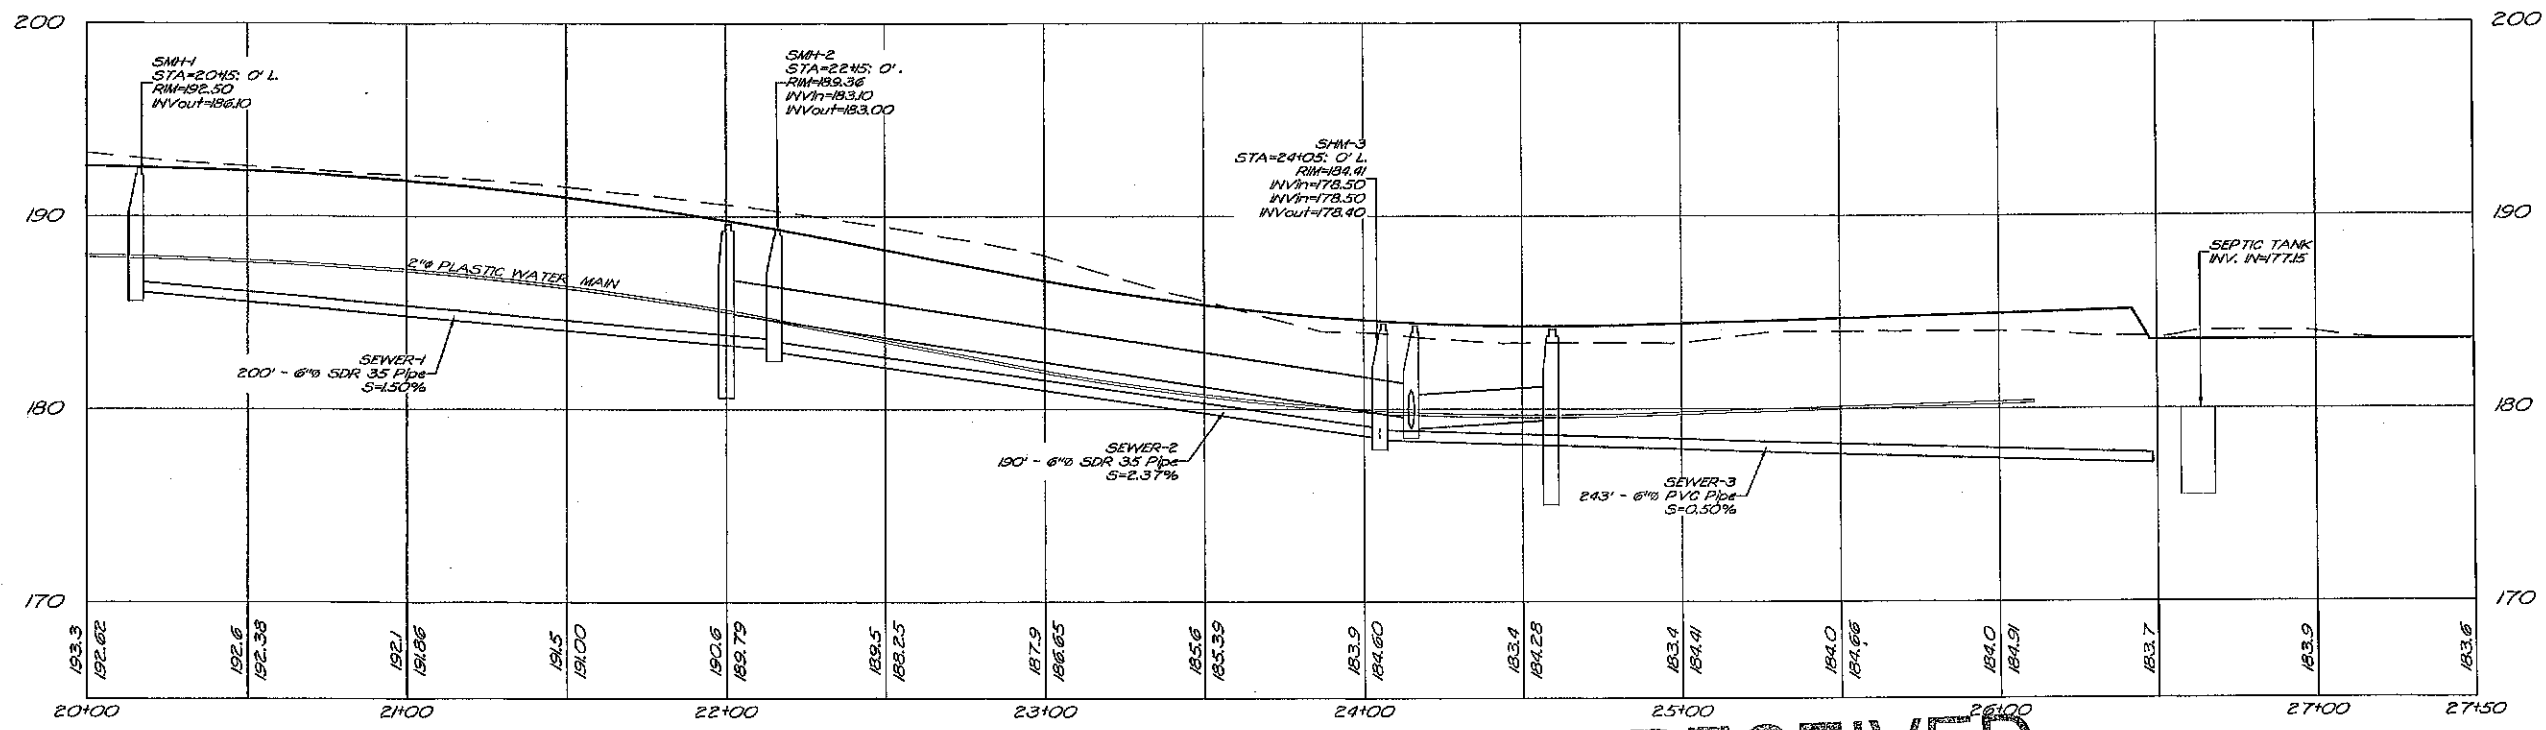 200
200
SMH-1
STA=20+15: 0' L.
RIM=192.50
INVout=186.10
SMH-2
STA=22+15: 0' .
RIM=189.36
INVin=183.10
INVout=183.00
SHM-3
STA=24+05: 0' L.
RIM=184.41
INVin=178.50
INVin=178.50
INVout=178.40
190
190
SEPTIC TANK
INV. IN=177.15
2"ø PLASTIC WATER MAIN
SEWER-1
200' - 6"ø SDR 35 Pipe
S=1.50%
180
180
SEWER-2
190' - 6"ø SDR 35 Pipe
S=2.37%
SEWER-3
243' - 6"ø PVC Pipe
S=0.50%
170
170
193.3
192.62
192.6
192.38
192.1
191.86
191.5
191.00
190.6
189.79
189.5
188.25
187.9
186.65
185.6
185.39
183.9
184.60
183.4
184.28
183.4
184.41
184.0
184.66
184.0
184.91
183.7
183.9
183.6
20+00
21+00
22+00
23+00
24+00
25+00
26+00
27+00
27+50